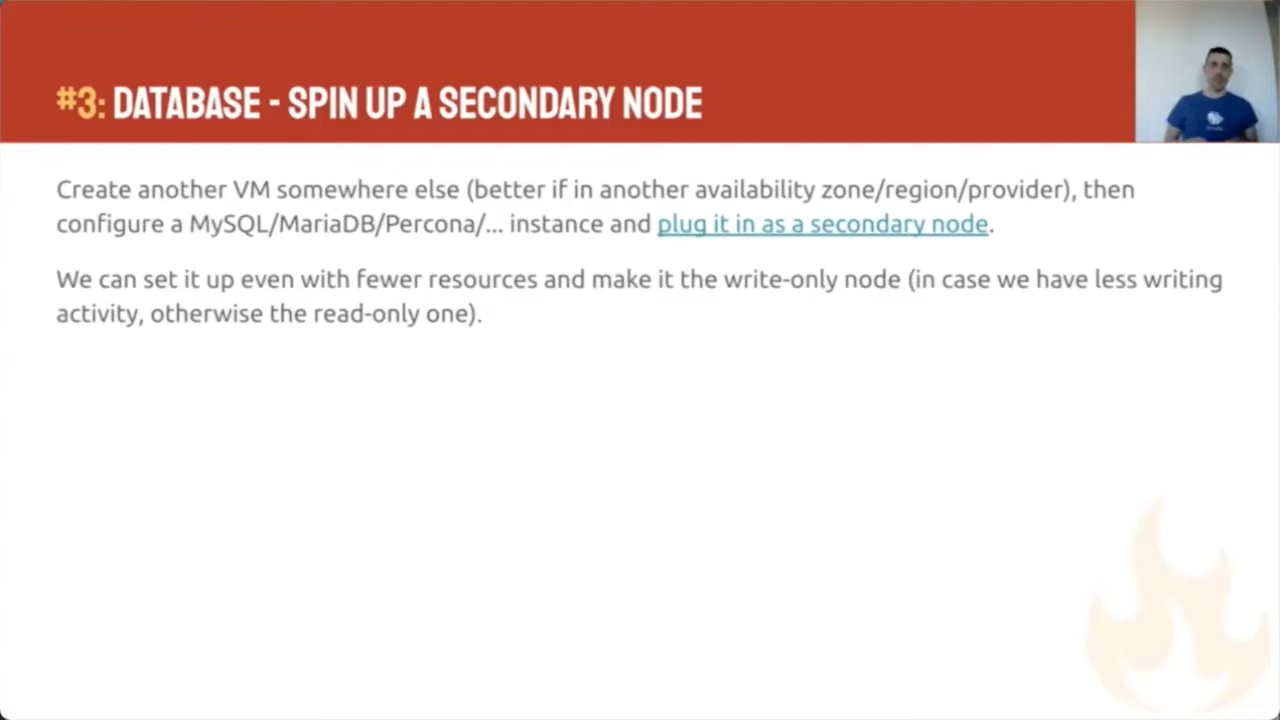 #3: DATABASE - SPIN UP A SECONDARY NODE
Create another VM somewhere else (better if in another availability zone/region/provider), then
configure a MySQL/MariaDB/Percona/... instance and plug it in as a secondary node.
We can set it up even with fewer resources and make it the write-only node (in case we have less writing
activity, otherwise the read-only one).